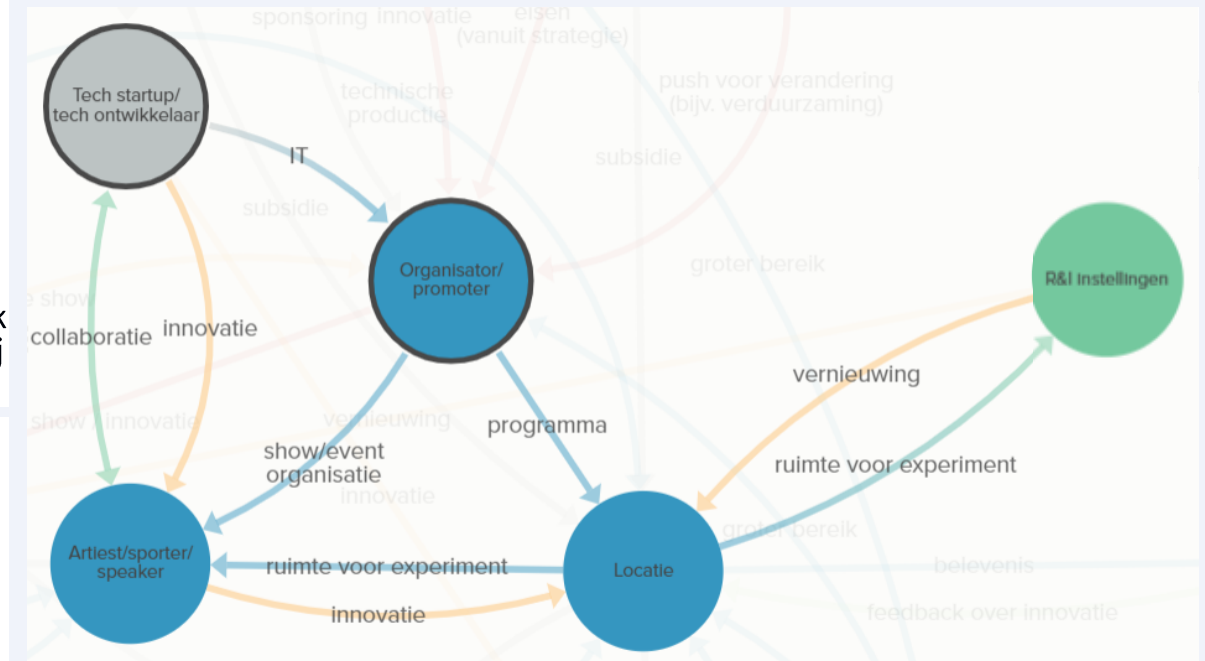 sponsoring innovatie
eisen
(vanuit strategie)
Tech startup/
tech ontwikkelaar
technische
productie
push voor verandering
(bijv. verduurzaming)
IT
subsidie
subsidie
Organisator/
promoter
groter bereik
R&I instellingen
e show
k
j
collaboratie
innovatie
vernieuwing
show / innovatie
vernieuwing
programma
show/event
organisatie
ruimte voor experiment
innovatie
groter bereik
Artiest/sporter/
speaker
ruimte voor experiment
Locatie
belevenis
innovatie
feedback over innovatie